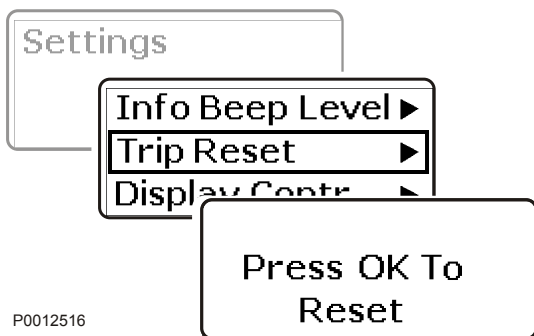 Settings
Info Beep Level ▶
Trip Reset ▶
Display Contr ▶
Press OK To
Reset
P0012516